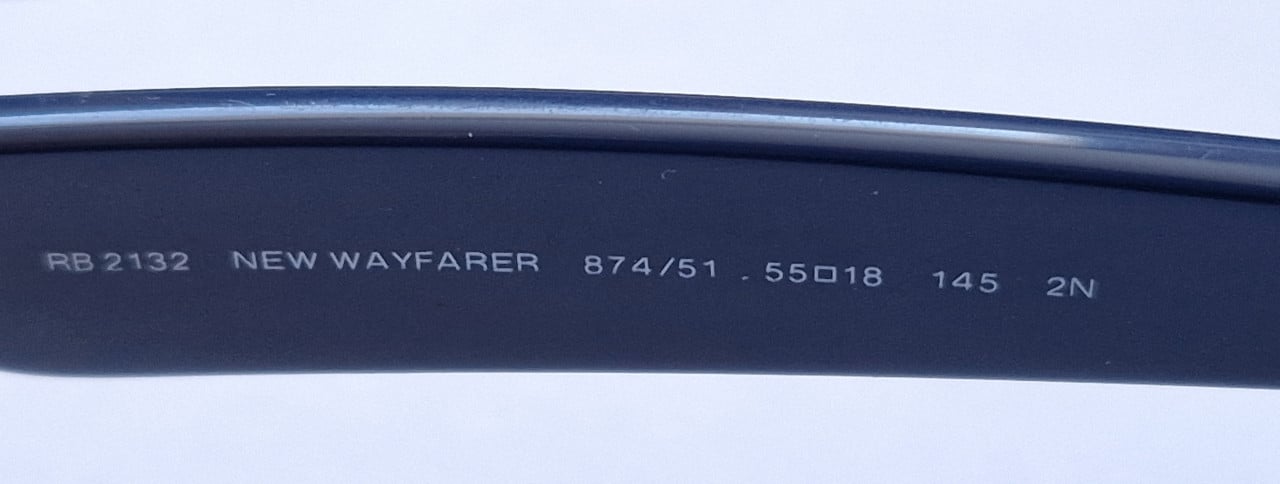 RB 2132 NEW WAYFARER 874/51 . 55□18 145 2N